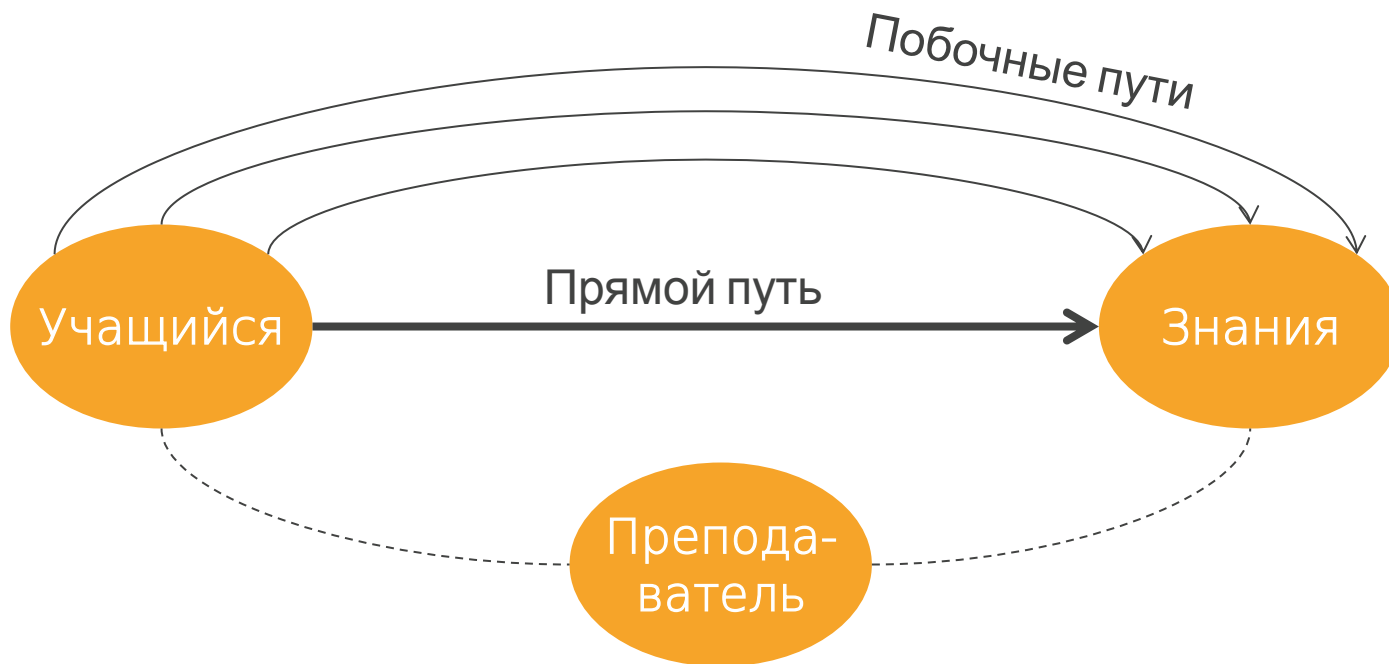 Побочные пути
Прямой путь
Учащийся
Знания
Препода-
ватель